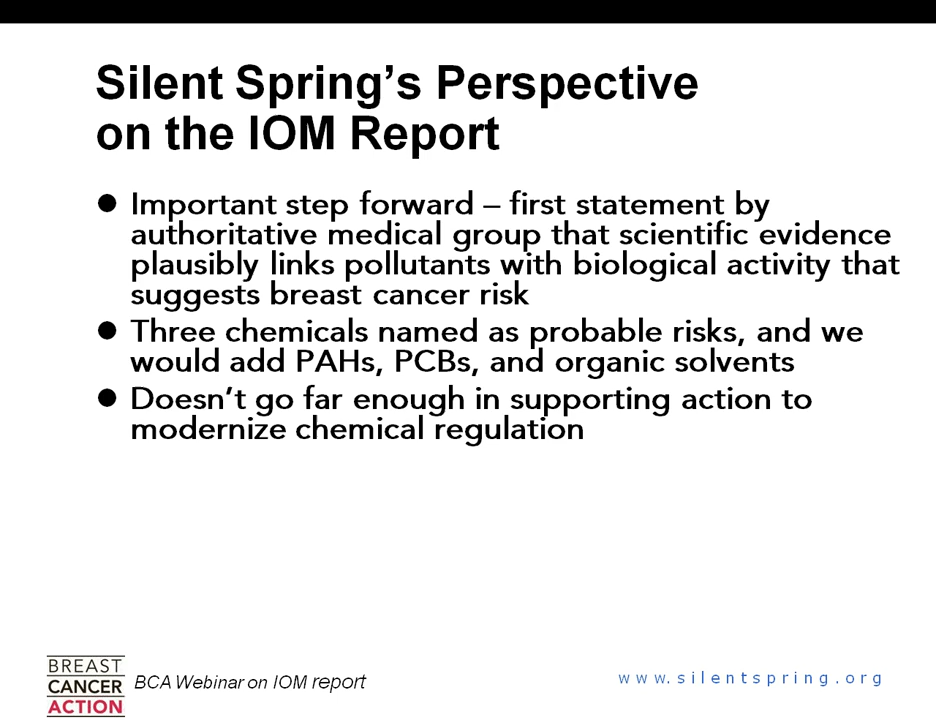 Silent Spring’s Perspective
on the IOM Report
● Important step forward – first statement by
authoritative medical group that scientific evidence
plausibly links pollutants with biological activity that
suggests breast cancer risk
● Three chemicals named as probable risks, and we
would add PAHs, PCBs, and organic solvents
● Doesn’t go far enough in supporting action to
modernize chemical regulation
BREAST
CANCER
ACTION
BCA Webinar on IOM report
www.silentspring.org